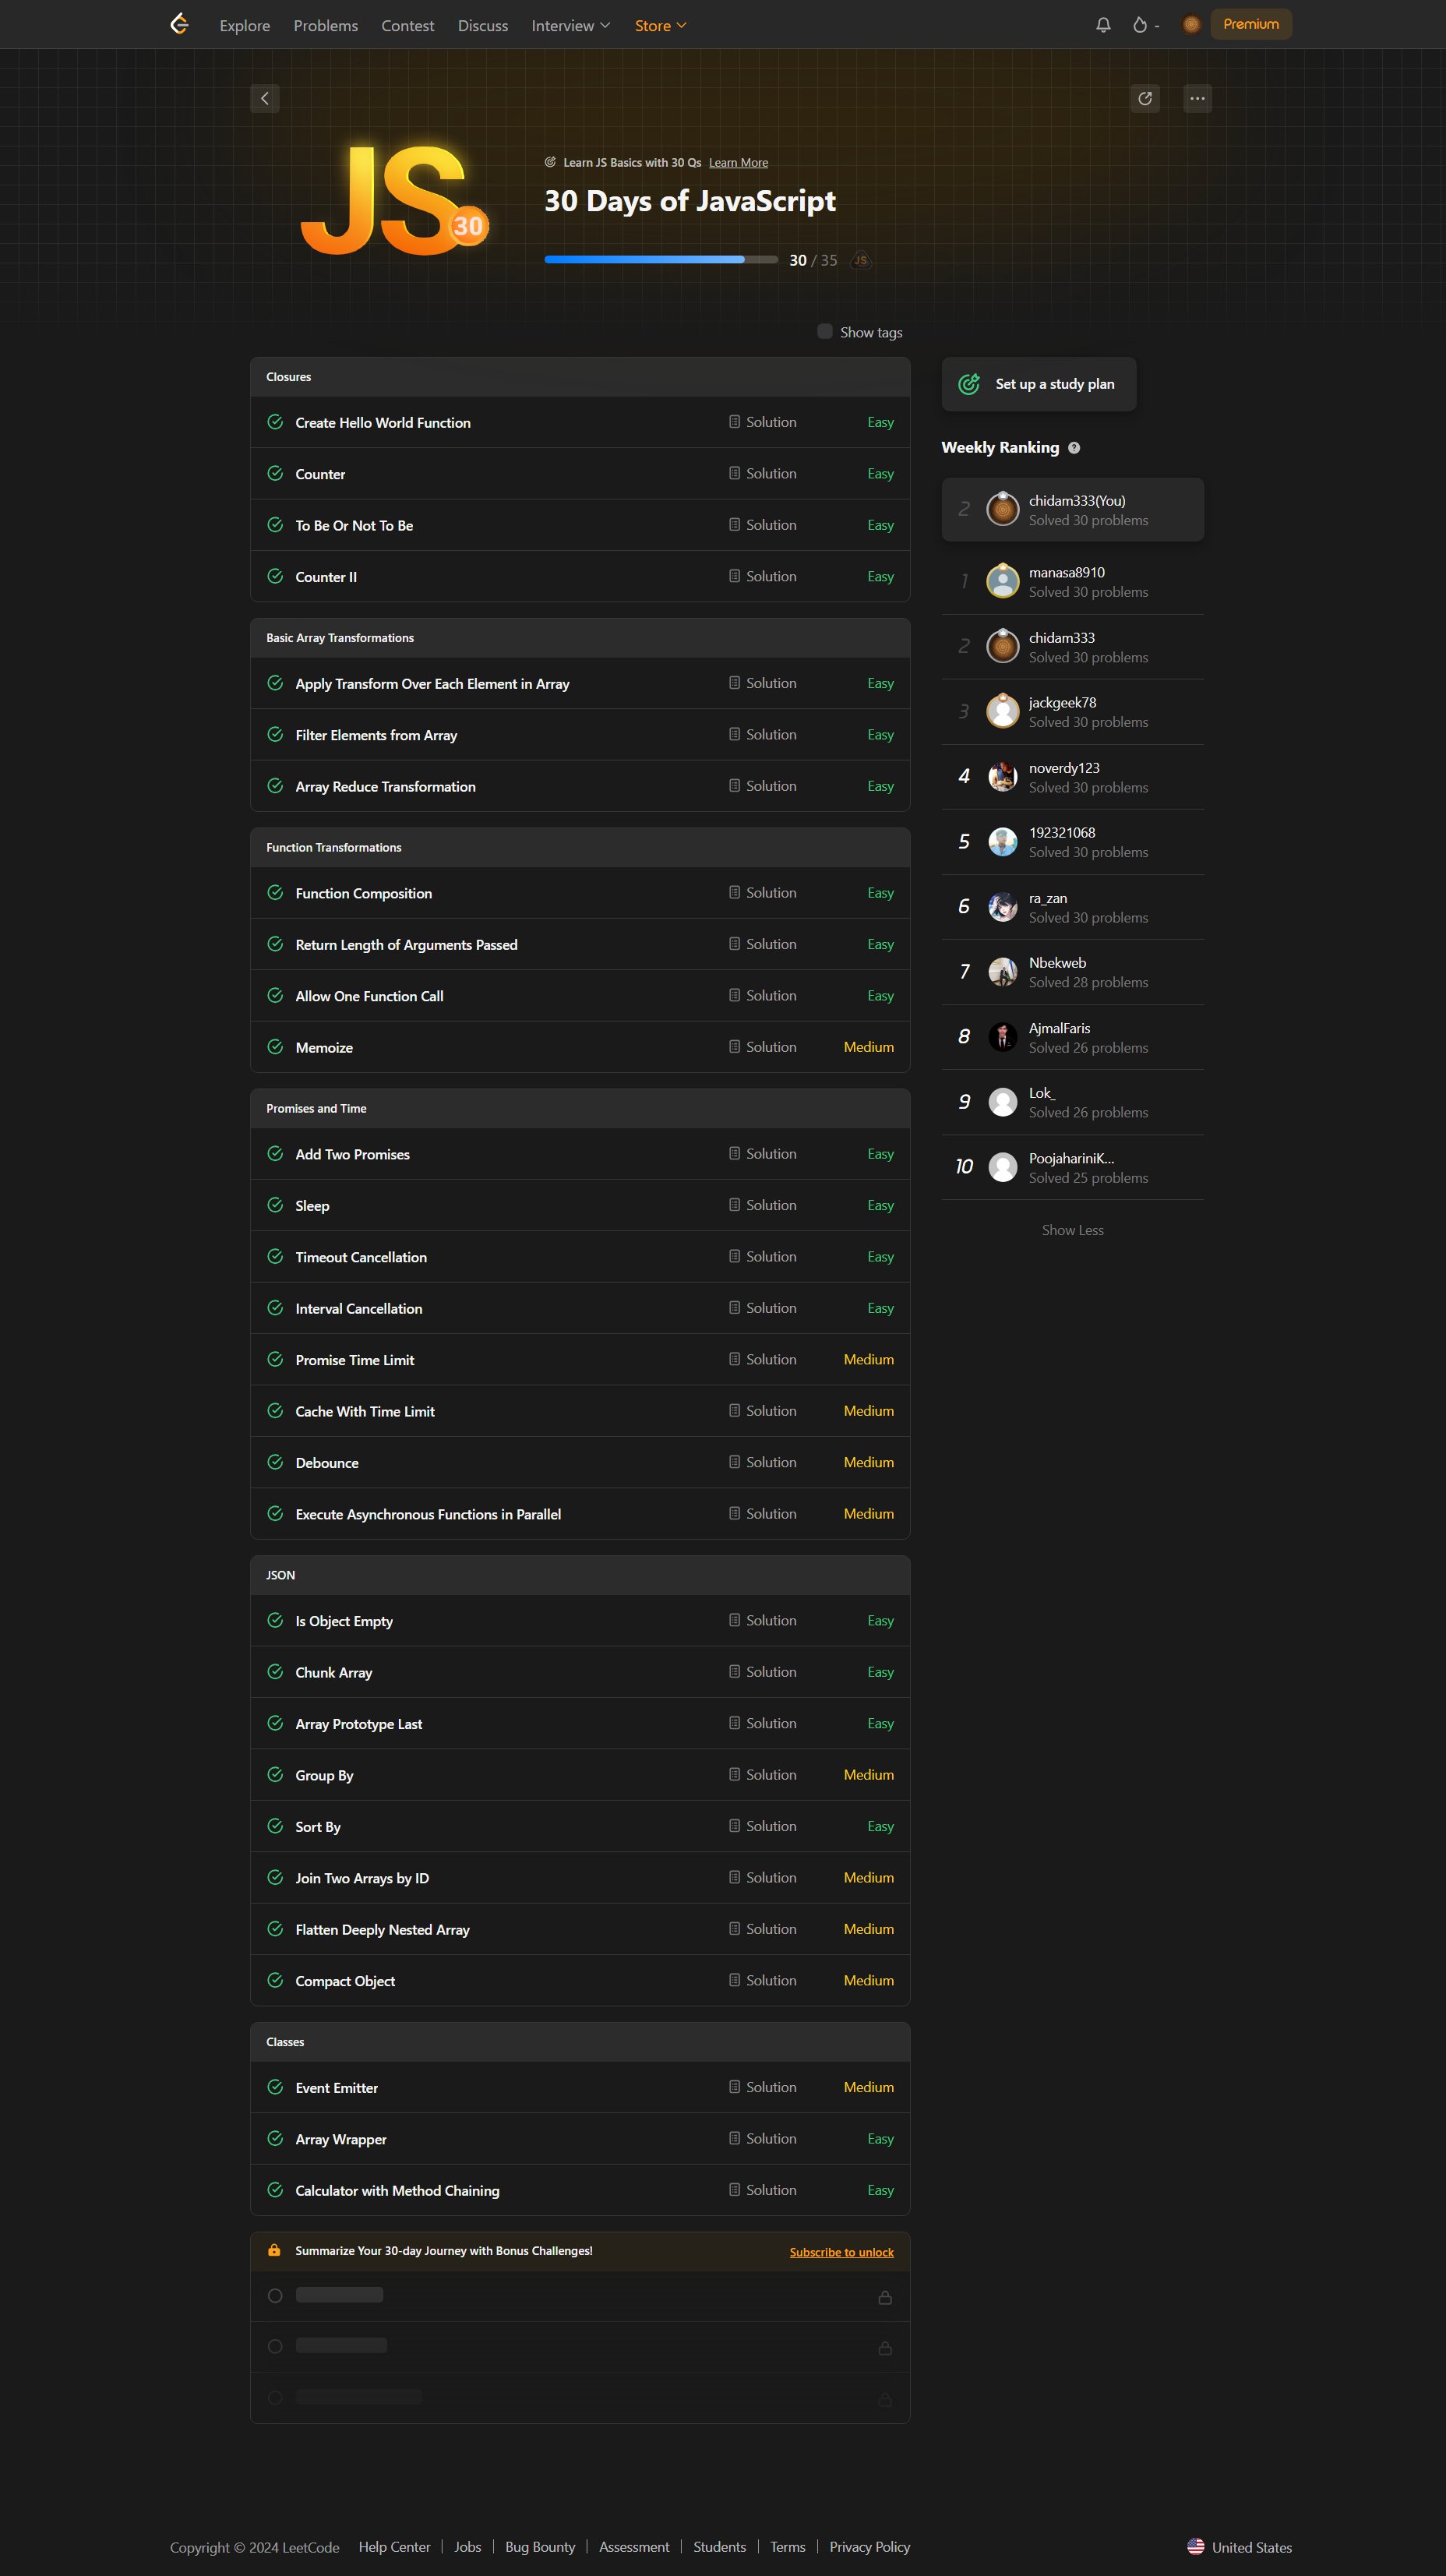 Explore Problems Contest Discuss Interview Store - Premium
JS 30
Learn JS Basics with 30 Qs Learn More
30 Days of JavaScript
30 / 35 JS
Show tags
Closures
Create Hello World Function Solution Easy
Counter Solution Easy
To Be Or Not To Be Solution Easy
Counter II Solution Easy
Basic Array Transformations
Apply Transform Over Each Element in Array Solution Easy
Filter Elements from Array Solution Easy
Array Reduce Transformation Solution Easy
Function Transformations
Function Composition Solution Easy
Return Length of Arguments Passed Solution Easy
Allow One Function Call Solution Easy
Memoize Solution Medium
Promises and Time
Add Two Promises Solution Easy
Sleep Solution Easy
Timeout Cancellation Solution Easy
Interval Cancellation Solution Easy
Promise Time Limit Solution Medium
Cache With Time Limit Solution Medium
Debounce Solution Medium
Execute Asynchronous Functions in Parallel Solution Medium
JSON
Is Object Empty Solution Easy
Chunk Array Solution Easy
Array Prototype Last Solution Easy
Group By Solution Medium
Sort By Solution Easy
Join Two Arrays by ID Solution Medium
Flatten Deeply Nested Array Solution Medium
Compact Object Solution Medium
Classes
Event Emitter Solution Medium
Array Wrapper Solution Easy
Calculator with Method Chaining Solution Easy
Summarize Your 30-day Journey with Bonus Challenges! Subscribe to unlock
Set up a study plan
Weekly Ranking ?
2 chidam333(You)
Solved 30 problems
1 manasa8910
Solved 30 problems
2 chidam333
Solved 30 problems
3 jackgeek78
Solved 30 problems
4 noverdy123
Solved 30 problems
5 192321068
Solved 30 problems
6 ra_zan
Solved 30 problems
7 Nbekweb
Solved 28 problems
8 AjmalFaris
Solved 26 problems
9 Lok_
Solved 26 problems
10 PoojahariniK...
Solved 25 problems
Show Less
Copyright © 2024 LeetCode Help Center | Jobs | Bug Bounty | Assessment | Students | Terms | Privacy Policy United States